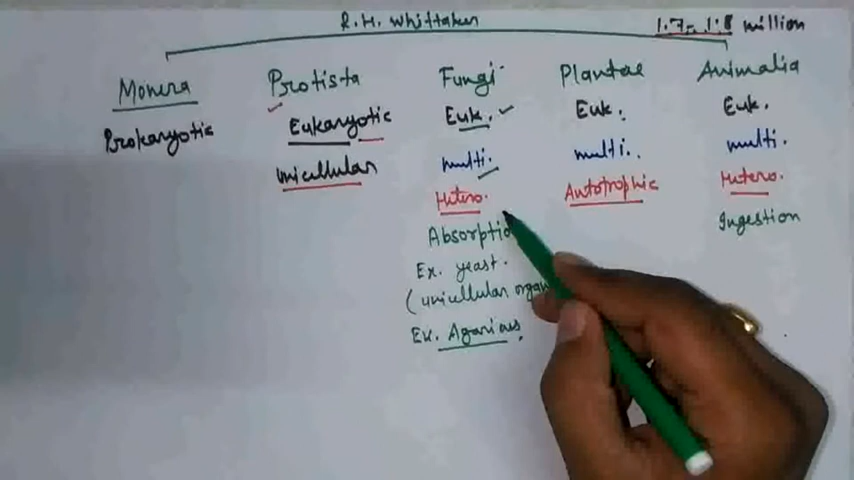 R.H. Whittaker
1.7 - 1.8 million
Monera
Prokaryotic
Protista
Eukaryotic
Unicellular
Fungi
Euk.
multi.
Hetero.
Absorptio
Ex. yeast.
(unicellular organ
Ex. Agaricus.
Plantae
Euk.
multi.
Autotrophic
Animalia
Euk.
multi.
Hetero.
Ingestion